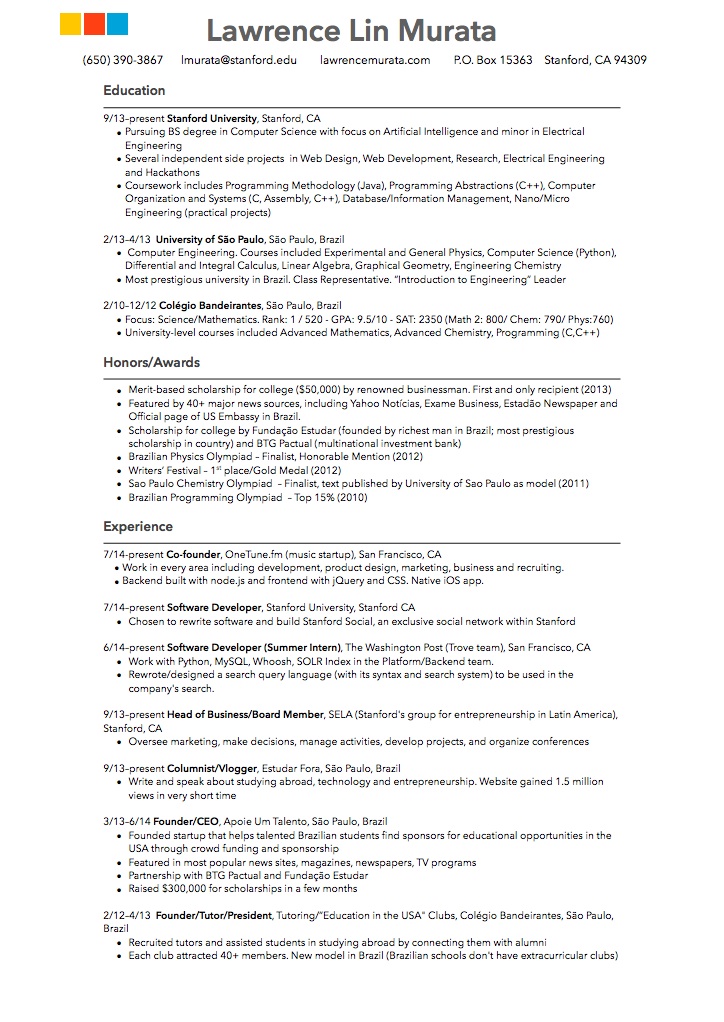 Lawrence Lin Murata
(650) 390-3867 lmurata@stanford.edu lawrencemurata.com P.O. Box 15363 Stanford, CA 94309
Education
9/13-present Stanford University, Stanford, CA
• Pursuing BS degree in Computer Science with focus on Artificial Intelligence and minor in Electrical
Engineering
• Several independent side projects in Web Design, Web Development, Research, Electrical Engineering
and Hackathons
• Coursework includes Programming Methodology (Java), Programming Abstractions (C++), Computer
Organization and Systems (C, Assembly, C++), Database/Information Management, Nano/Micro
Engineering (practical projects)
2/13-4/13 University of São Paulo, São Paulo, Brazil
• Computer Engineering. Courses included Experimental and General Physics, Computer Science (Python),
Differential and Integral Calculus, Linear Algebra, Graphical Geometry, Engineering Chemistry
• Most prestigious university in Brazil. Class Representative. “Introduction to Engineering” Leader
2/10-12/12 Colégio Bandeirantes, São Paulo, Brazil
• Focus: Science/Mathematics. Rank: 1 / 520 - GPA: 9.5/10 - SAT: 2350 (Math 2: 800/ Chem: 790/ Phys:760)
• University-level courses included Advanced Mathematics, Advanced Chemistry, Programming (C,C++)
Honors/Awards
• Merit-based scholarship for college ($50,000) by renowned businessman. First and only recipient (2013)
• Featured by 40+ major news sources, including Yahoo Notícias, Exame Business, Estadão Newspaper and
Official page of US Embassy in Brazil.
• Scholarship for college by Fundação Estudar (founded by richest man in Brazil; most prestigious
scholarship in country) and BTG Pactual (multinational investment bank)
• Brazilian Physics Olympiad – Finalist, Honorable Mention (2012)
• Writers’ Festival – 1st place/Gold Medal (2012)
• Sao Paulo Chemistry Olympiad – Finalist, text published by University of Sao Paulo as model (2011)
• Brazilian Programming Olympiad – Top 15% (2010)
Experience
7/14-present Co-founder, OneTune.fm (music startup), San Francisco, CA
• Work in every area including development, product design, marketing, business and recruiting.
• Backend built with node.js and frontend with jQuery and CSS. Native iOS app.
7/14-present Software Developer, Stanford University, Stanford CA
• Chosen to rewrite software and build Stanford Social, an exclusive social network within Stanford
6/14-present Software Developer (Summer Intern), The Washington Post (Trove team), San Francisco, CA
• Work with Python, MySQL, Whoosh, SOLR Index in the Platform/Backend team.
• Rewrote/designed a search query language (with its syntax and search system) to be used in the
company's search.
9/13-present Head of Business/Board Member, SELA (Stanford's group for entrepreneurship in Latin America),
Stanford, CA
• Oversee marketing, make decisions, manage activities, develop projects, and organize conferences
9/13-present Columnist/Vlogger, Estudar Fora, São Paulo, Brazil
• Write and speak about studying abroad, technology and entrepreneurship. Website gained 1.5 million
views in very short time
3/13-6/14 Founder/CEO, Apoie Um Talento, São Paulo, Brazil
• Founded startup that helps talented Brazilian students find sponsors for educational opportunities in the
USA through crowd funding and sponsorship
• Featured in most popular news sites, magazines, newspapers, TV programs
• Partnership with BTG Pactual and Fundação Estudar
• Raised $300,000 for scholarships in a few months
2/12-4/13 Founder/Tutor/President, Tutoring/“Education in the USA" Clubs, Colégio Bandeirantes, São Paulo,
Brazil
• Recruited tutors and assisted students in studying abroad by connecting them with alumni
• Each club attracted 40+ members. New model in Brazil (Brazilian schools don't have extracurricular clubs)